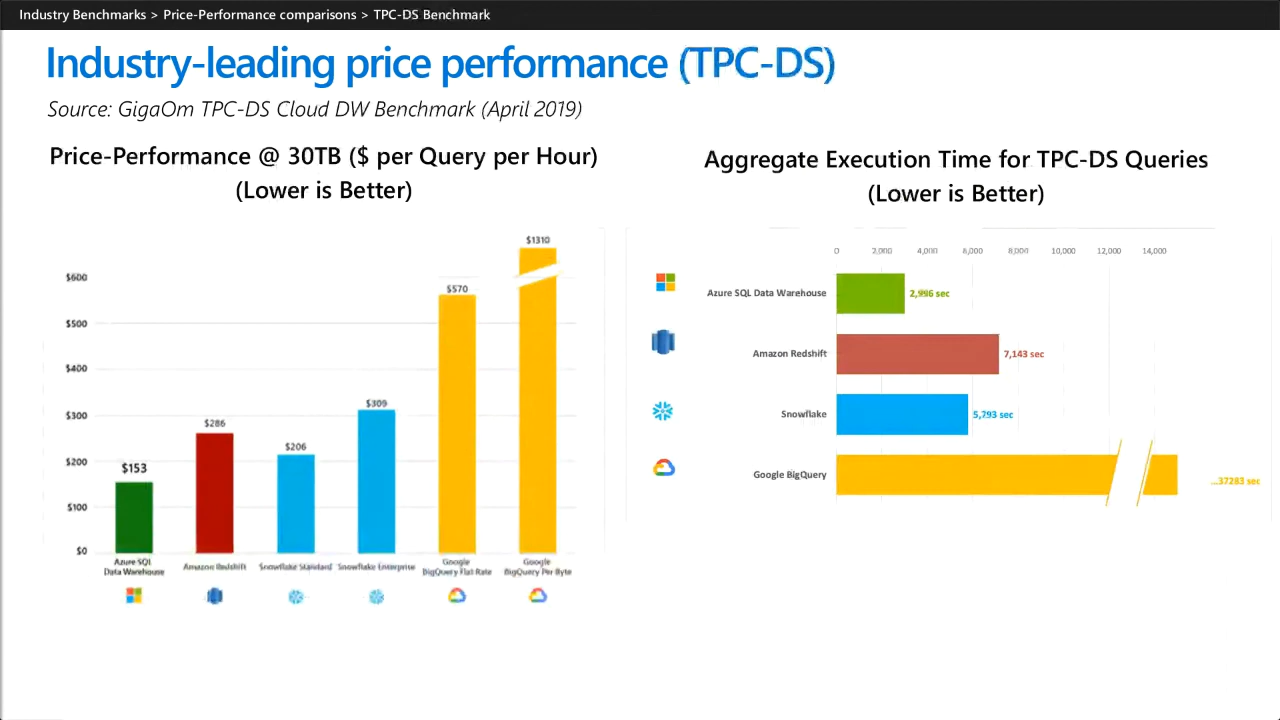 Industry Benchmarks > Price-Performance comparisons > TPC-DS Benchmark
Industry-leading price performance (TPC-DS)
Source: GigaOm TPC-DS Cloud DW Benchmark (April 2019)
Price-Performance @ 30TB ($ per Query per Hour)
(Lower is Better)
$1310
$600
$570
$500
$400
$309
$300
$286
$206
$200
$153
$100
$0
Azure SQL
Data Warehouse
Amazon Redshift
Snowflake Standard
Snowflake Enterprise
Google
BigQuery Flat Rate
Google
BigQuery Per Byte
Aggregate Execution Time for TPC-DS Queries
(Lower is Better)
0 2,000 4,000 6,000 8,000 10,000 12,000 14,000
Azure SQL Data Warehouse 2,996 sec
Amazon Redshift 7,143 sec
Snowflake 5,793 sec
Google BigQuery ...37283 sec